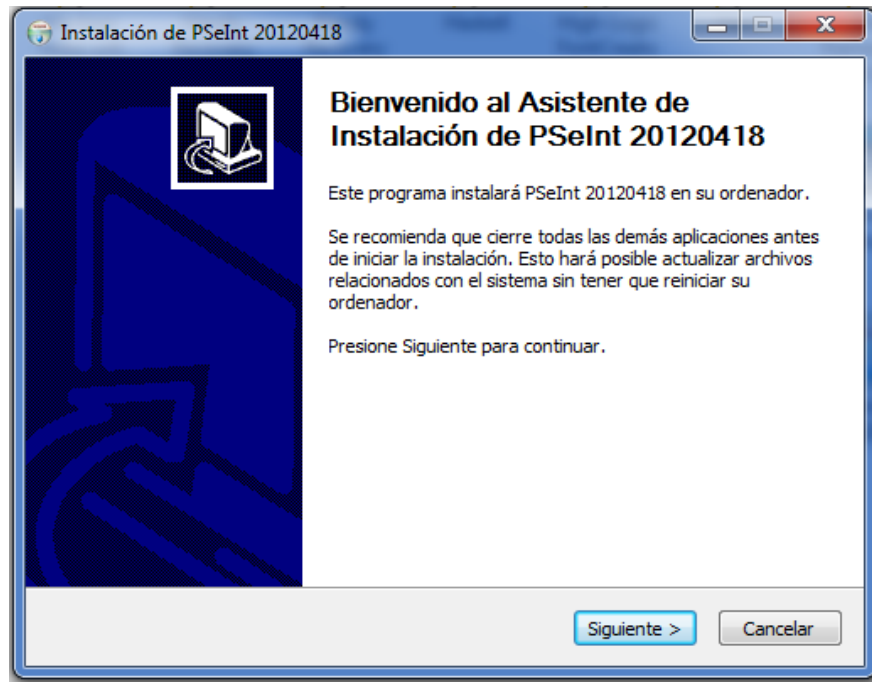 Instalación de PSeInt 20120418
Bienvenido al Asistente de
Instalación de PSeInt 20120418
Este programa instalará PSeInt 20120418 en su ordenador.
Se recomienda que cierre todas las demás aplicaciones antes
de iniciar la instalación. Esto hará posible actualizar archivos
relacionados con el sistema sin tener que reiniciar su
ordenador.
Presione Siguiente para continuar.
Siguiente >
Cancelar